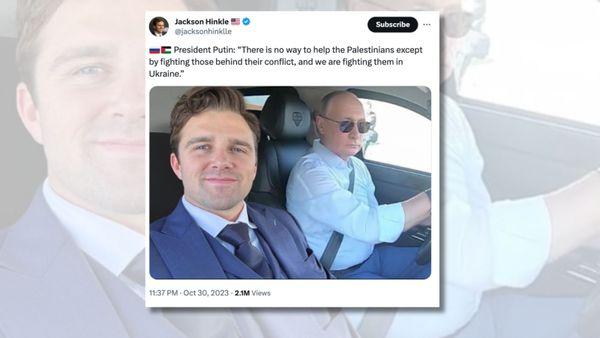 Jackson Hinkle 🇺🇸
@jacksonhinklle
Subscribe
🇷🇺🇵🇸 President Putin: “There is no way to help the Palestinians except
by fighting those behind their conflict, and we are fighting them in
Ukraine.”
11:37 PM · Oct 30, 2023 · 2.1M Views